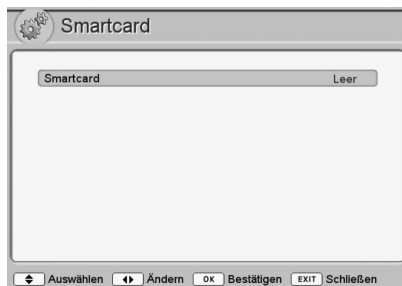 Smartcard
Smartcard Leer
Auswählen Ändern OK Bestätigen EXIT Schließen